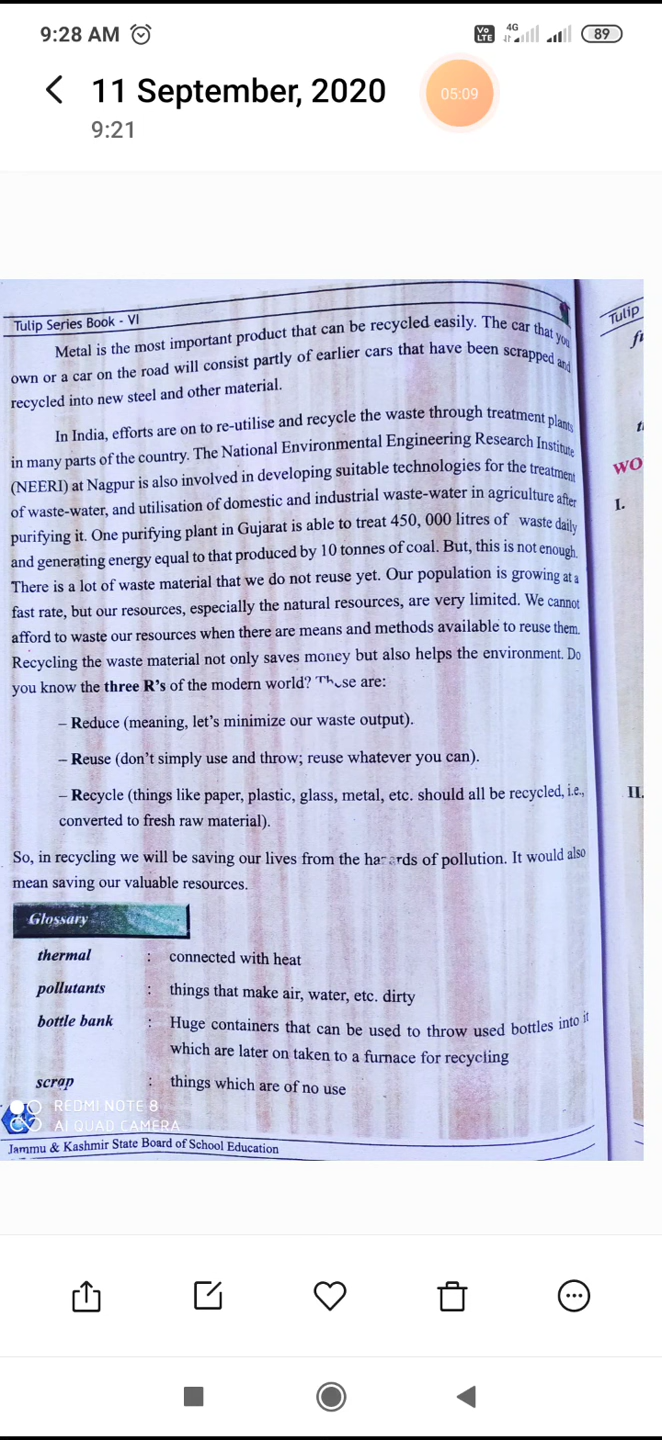 9:28 AM
Vo LTE
4G
89
11 September, 2020
05:09
9:21
Tulip Series Book - VI
Tulip
Metal is the most important product that can be recycled easily. The car that you
own or a car on the road will consist partly of earlier cars that have been scrapped and
recycled into new steel and other material.
In India, efforts are on to re-utilise and recycle the waste through treatment plants
in many parts of the country. The National Environmental Engineering Research Institute
(NEERI) at Nagpur is also involved in developing suitable technologies for the treatment
of waste-water, and utilisation of domestic and industrial waste-water in agriculture after
purifying it. One purifying plant in Gujarat is able to treat 450, 000 litres of waste daily
and generating energy equal to that produced by 10 tonnes of coal. But, this is not enough.
There is a lot of waste material that we do not reuse yet. Our population is growing at a
fast rate, but our resources, especially the natural resources, are very limited. We cannot
afford to waste our resources when there are means and methods available to reuse them.
Recycling the waste material not only saves money but also helps the environment. Do
you know the three R's of the modern world? These are:
– Reduce (meaning, let's minimize our waste output).
– Reuse (don't simply use and throw; reuse whatever you can).
– Recycle (things like paper, plastic, glass, metal, etc. should all be recycled, i.e.,
converted to fresh raw material).
So, in recycling we will be saving our lives from the hazards of pollution. It would also
mean saving our valuable resources.
Glossary
thermal : connected with heat
pollutants : things that make air, water, etc. dirty
bottle bank : Huge containers that can be used to throw used bottles into it
which are later on taken to a furnace for recycling
scrap : things which are of no use
REDMI NOTE 8
AI QUAD CAMERA
Jammu & Kashmir State Board of School Education
WO
I.
II.